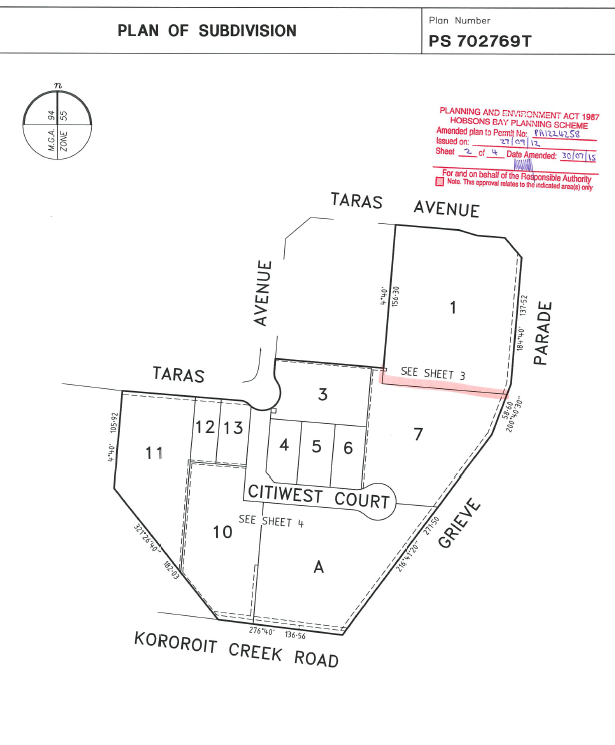 PLAN OF SUBDIVISION
Plan Number
PS 702769T
n
M.G.A. 94
ZONE 55
PLANNING AND ENVIRONMENT ACT 1987
HOBSONS BAY PLANNING SCHEME
Amended plan to Permit No: PA1224258
Issued on: 27/09/12
Sheet 2 of 4 Date Amended: 30/07/15
For and on behalf of the Responsible Authority
Note. This approval relates to the indicated area(s) only
TARAS AVENUE
AVENUE
4°40'
156·30
1
137·52
184°40'
PARADE
SEE SHEET 3
TARAS
3
58·60
200°40'30"
105·92
4°40'
11
12
13
4
5
6
7
CITIWEST COURT
SEE SHEET 4
10
A
271·50
216°41'20"
GRIEVE
321°26'40"
182·03
276°40'
136·56
KOROROIT CREEK ROAD